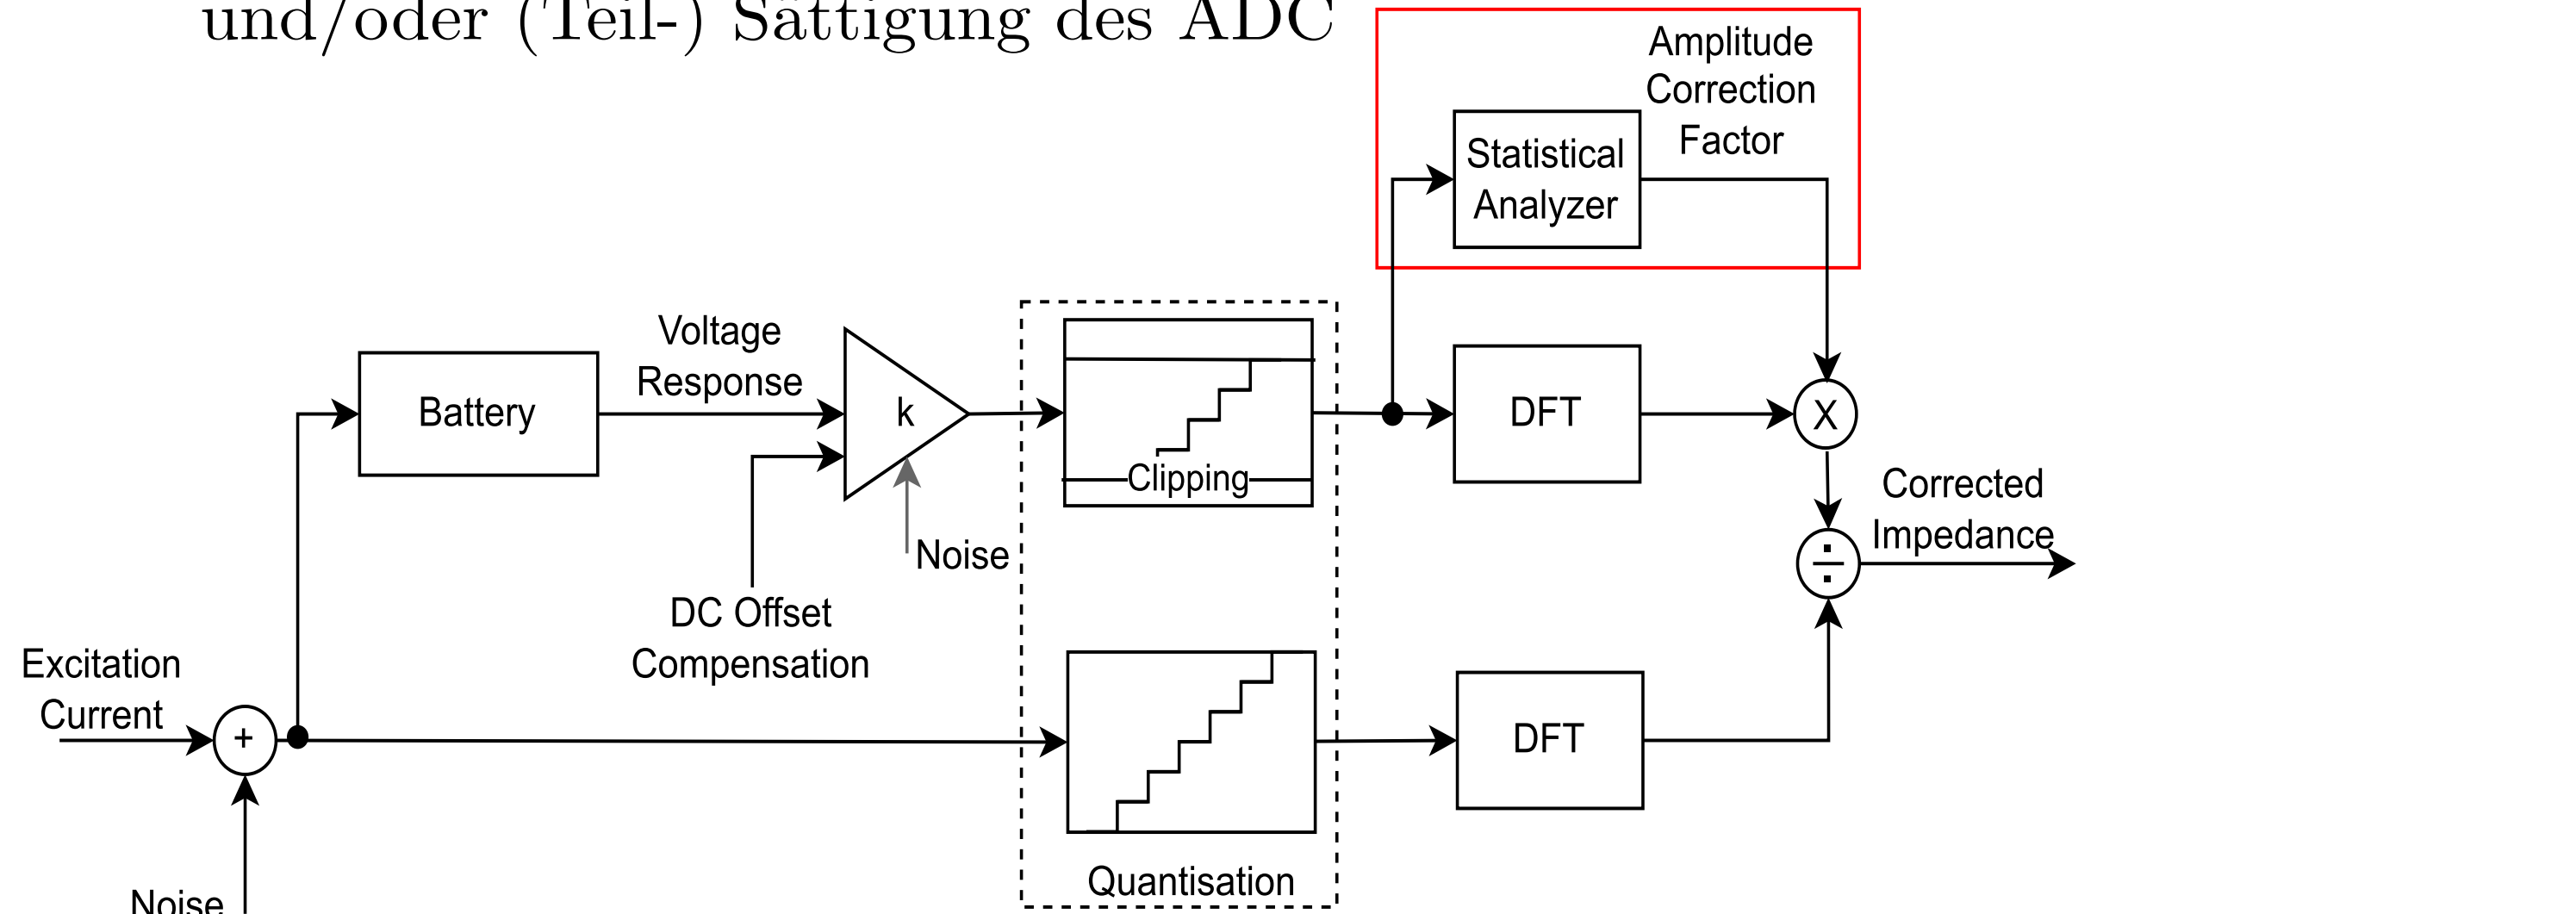 und/oder (Teil-) Sättigung des ADC
Amplitude
Correction
Factor
Statistical
Analyzer
Voltage
Response
Battery
k
Clipping
DFT
X
Noise
Corrected
Impedance
÷
DC Offset
Compensation
Excitation
Current
+
DFT
Quantisation
Noise